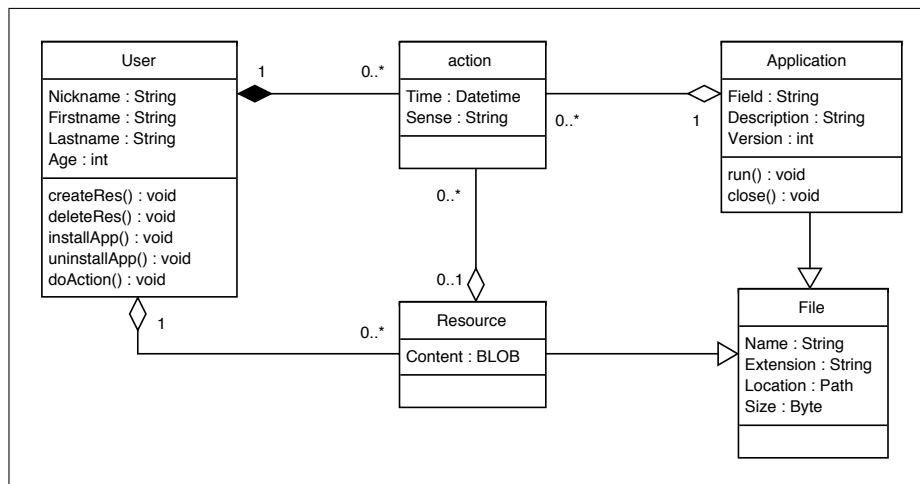 User
Nickname : String
Firstname : String
Lastname : String
Age : int
createRes() : void
deleteRes() : void
installApp() : void
uninstallApp() : void
doAction() : void
1
0..*
action
Time : Datetime
Sense : String
0..*
1
Application
Field : String
Description : String
Version : int
run() : void
close() : void
0..*
0..1
1
0..*
Resource
Content : BLOB
File
Name : String
Extension : String
Location : Path
Size : Byte